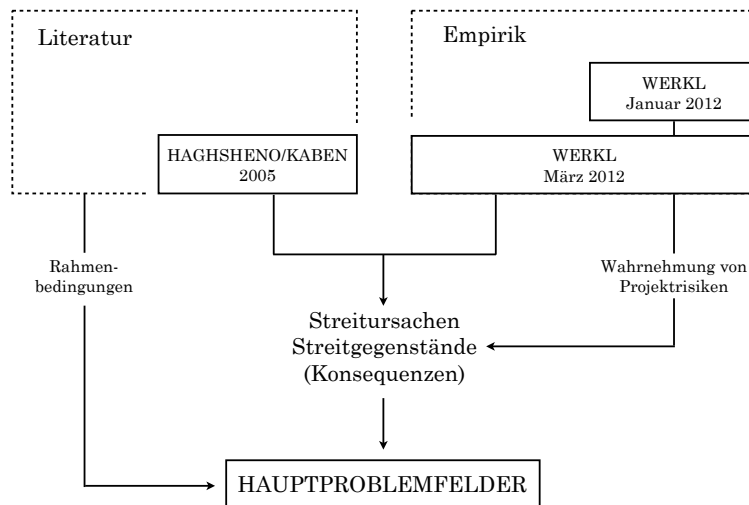 Literatur
Empirik
WERKL
Januar 2012
HAGHSHENO/KABEN
2005
WERKL
März 2012
Rahmen-
bedingungen
Wahrnehmung von
Projektrisiken
Streitursachen
Streitgegenstände
(Konsequenzen)
HAUPTPROBLEMFELDER